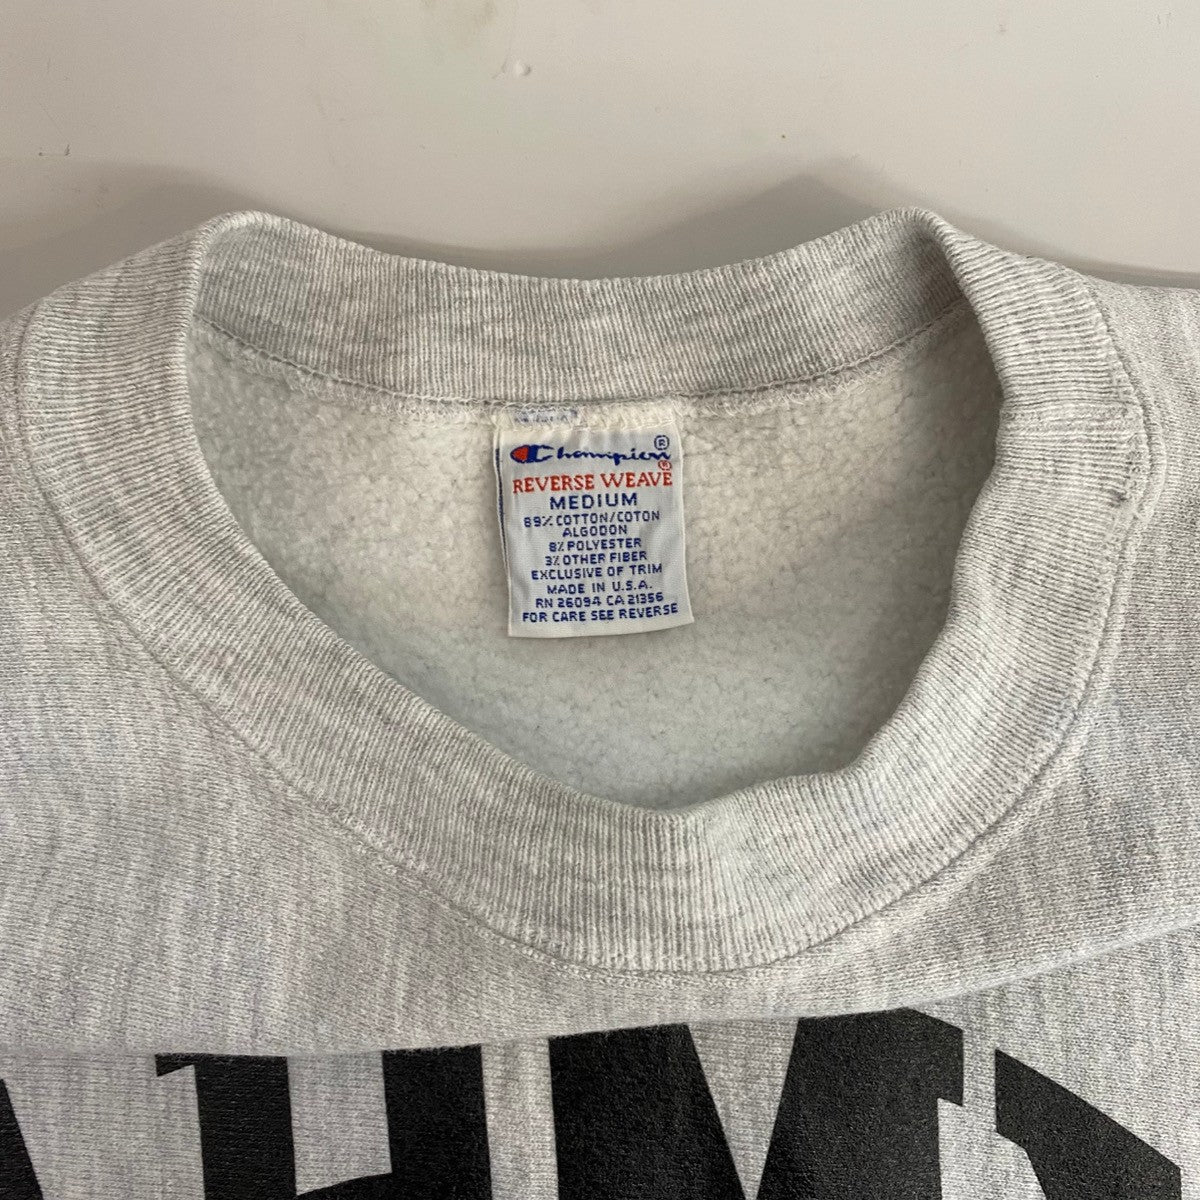 Champion®
REVERSE WEAVE®
MEDIUM
89% COTTON/COTON
ALGODON
8% POLYESTER
3% OTHER FIBER
EXCLUSIVE OF TRIM
MADE IN U.S.A.
RN 26094 CA 21356
FOR CARE SEE REVERSE